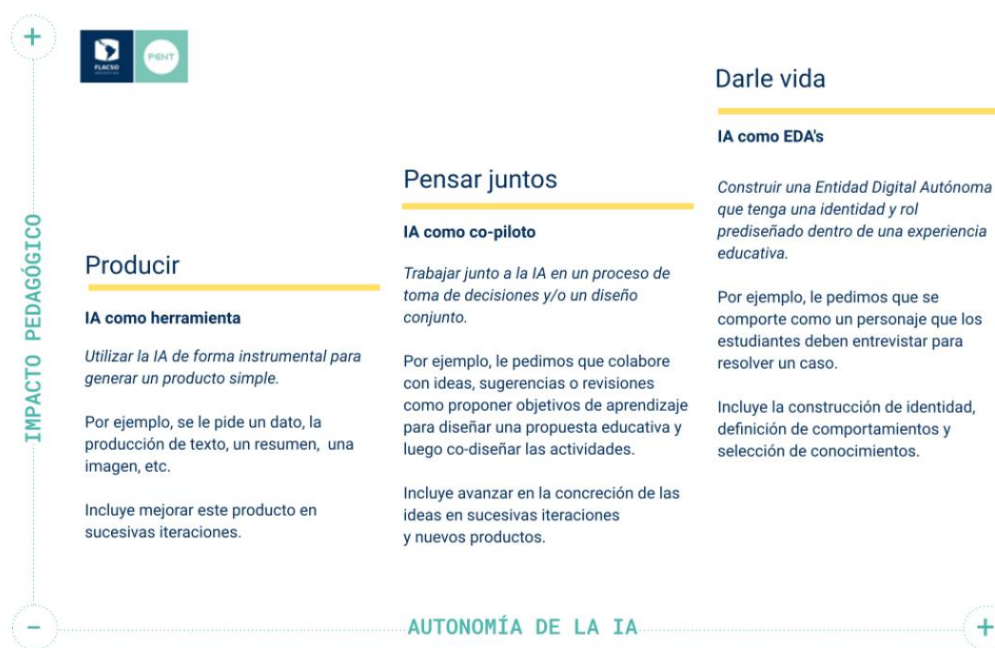 +
FLACSO
PENT
IMPACTO PEDAGÓGICO
Producir
IA como herramienta
Utilizar la IA de forma instrumental para
generar un producto simple.
Por ejemplo, se le pide un dato, la
producción de texto, un resumen, una
imagen, etc.
Incluye mejorar este producto en
sucesivas iteraciones.
Pensar juntos
IA como co-piloto
Trabajar junto a la IA en un proceso de
toma de decisiones y/o un diseño
conjunto.
Por ejemplo, le pedimos que colabore
con ideas, sugerencias o revisiones
como proponer objetivos de aprendizaje
para diseñar una propuesta educativa y
luego co-diseñar las actividades.
Incluye avanzar en la concreción de las
ideas en sucesivas iteraciones
y nuevos productos.
Darle vida
IA como EDA's
Construir una Entidad Digital Autónoma
que tenga una identidad y rol
prediseñado dentro de una experiencia
educativa.
Por ejemplo, le pedimos que se
comporte como un personaje que los
estudiantes deben entrevistar para
resolver un caso.
Incluye la construcción de identidad,
definición de comportamientos y
selección de conocimientos.
-
AUTONOMÍA DE LA IA
+